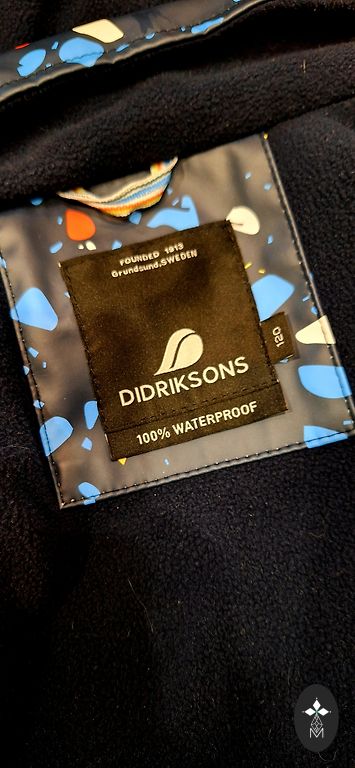 FOUNDED 1913
Grundsund, SWEDEN
DIDRIKSONS
120
100% WATERPROOF
M